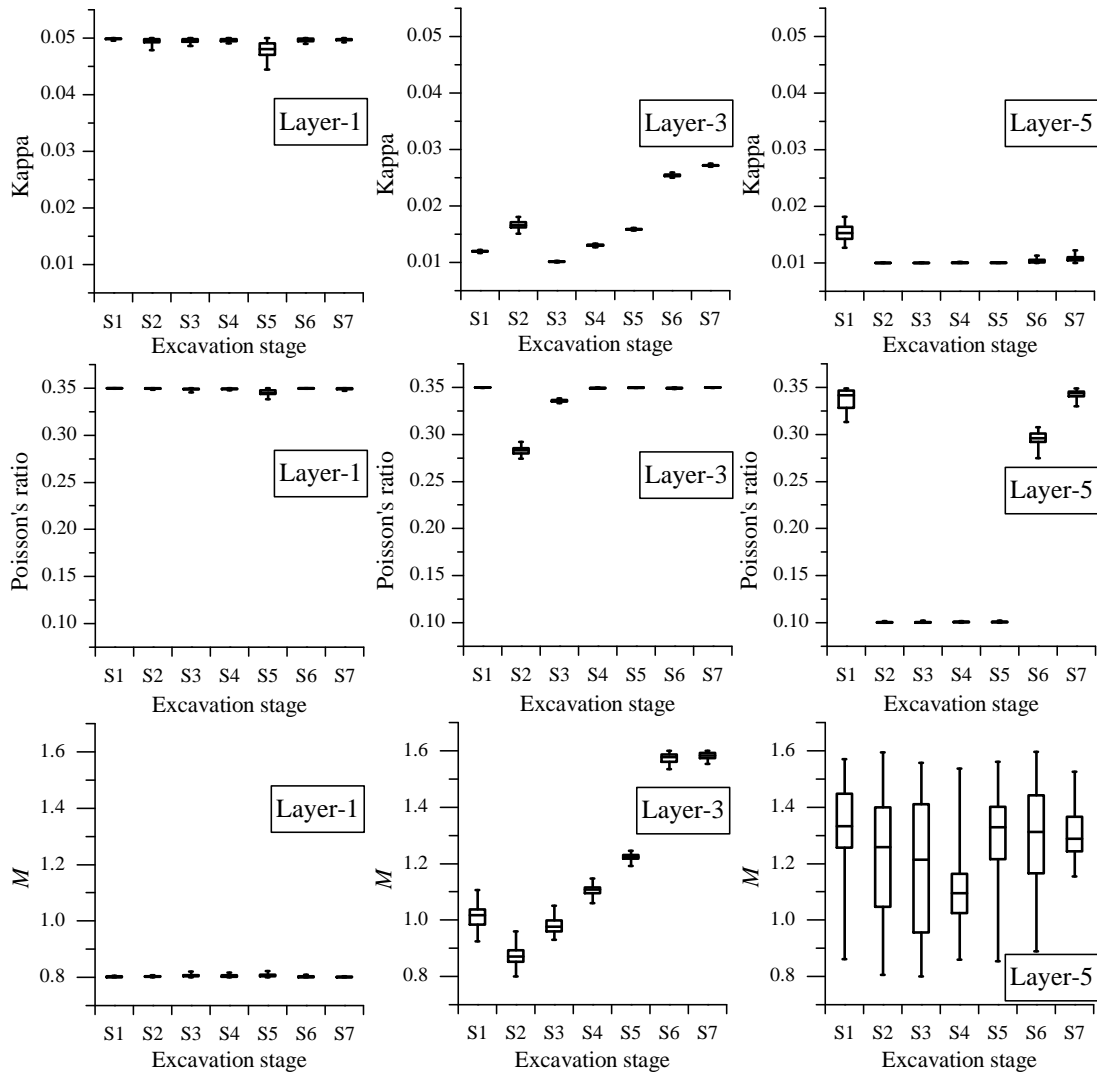 Kappa
0.05
0.04
0.03
0.02
0.01
Layer-1
S1 S2 S3 S4 S5 S6 S7
Excavation stage
Kappa
0.05
0.04
0.03
0.02
0.01
Layer-3
S1 S2 S3 S4 S5 S6 S7
Excavation stage
Kappa
0.05
0.04
0.03
0.02
0.01
Layer-5
S1 S2 S3 S4 S5 S6 S7
Excavation stage
Poisson's ratio
0.35
0.30
0.25
0.20
0.15
0.10
Layer-1
S1 S2 S3 S4 S5 S6 S7
Excavation stage
Poisson's ratio
0.35
0.30
0.25
0.20
0.15
0.10
Layer-3
S1 S2 S3 S4 S5 S6 S7
Excavation stage
Poisson's ratio
0.35
0.30
0.25
0.20
0.15
0.10
Layer-5
S1 S2 S3 S4 S5 S6 S7
Excavation stage
M
1.6
1.4
1.2
1.0
0.8
Layer-1
S1 S2 S3 S4 S5 S6 S7
Excavation stage
M
1.6
1.4
1.2
1.0
0.8
Layer-3
S1 S2 S3 S4 S5 S6 S7
Excavation stage
M
1.6
1.4
1.2
1.0
0.8
Layer-5
S1 S2 S3 S4 S5 S6 S7
Excavation stage